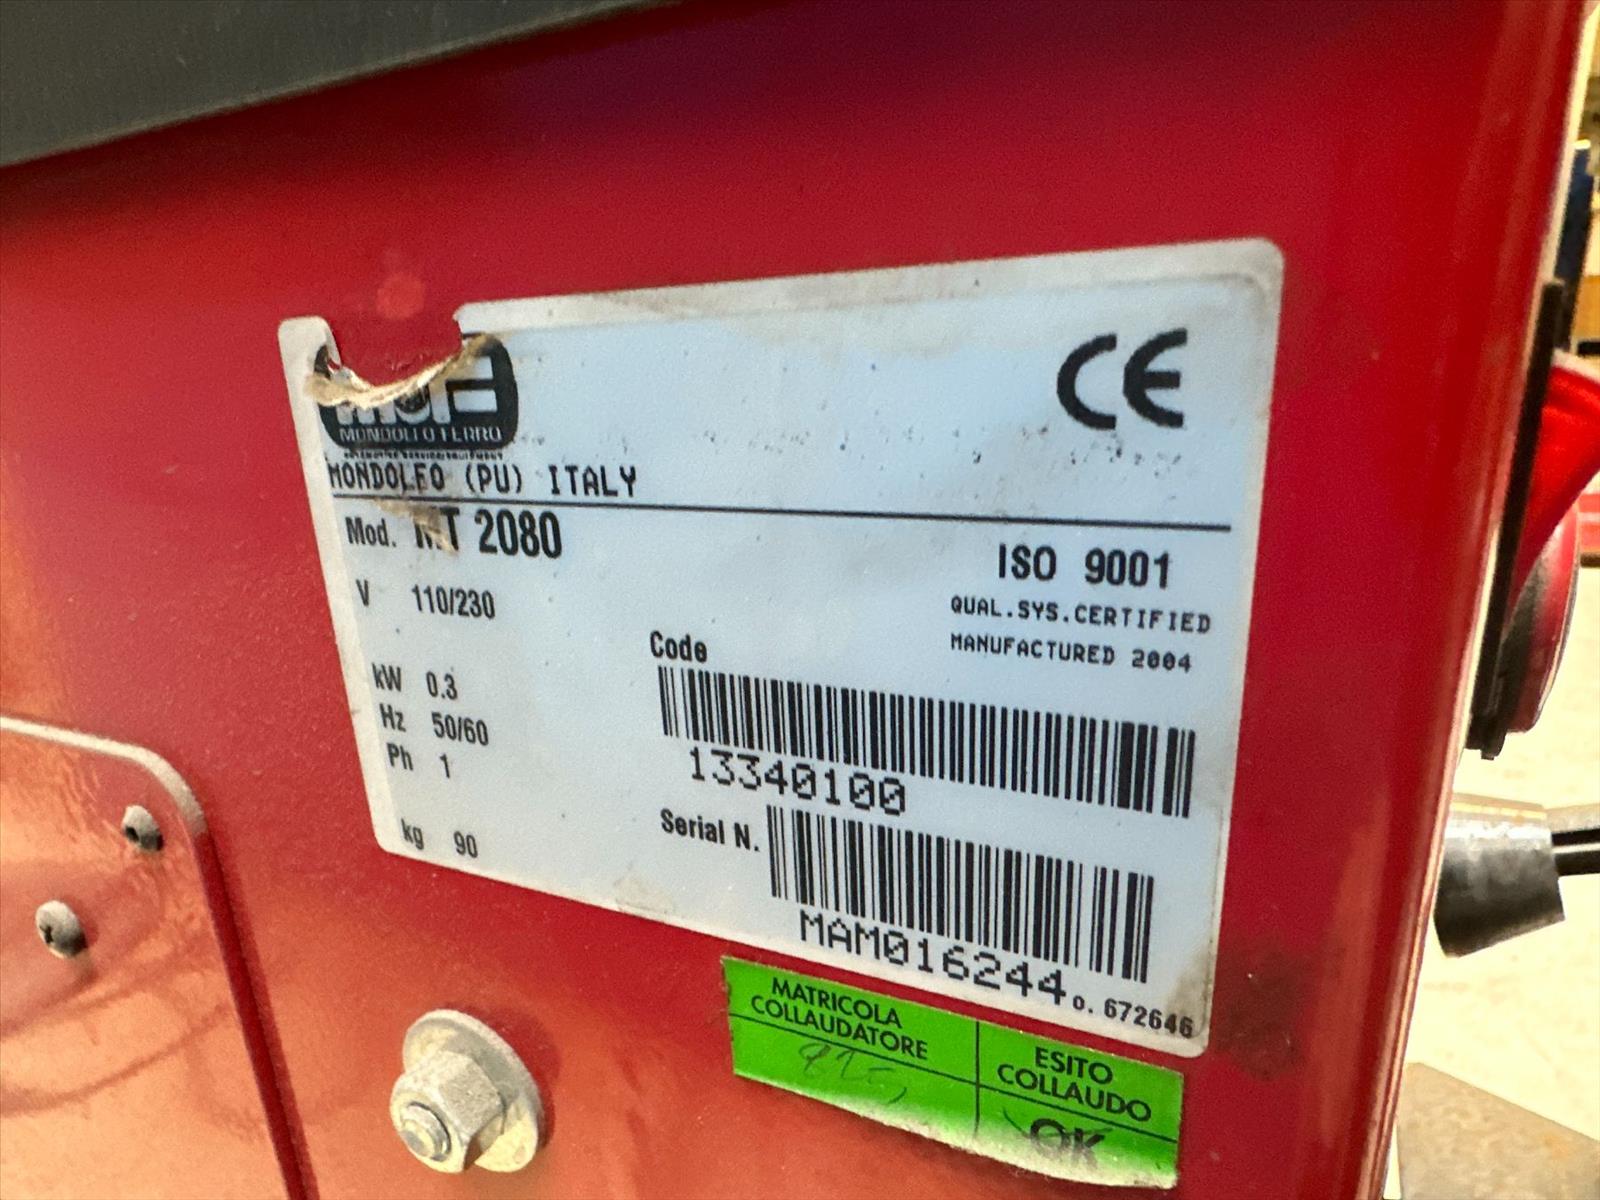 CE
MONDOLFO FERRO
MONDOLFO (PU) ITALY
Mod. MT 2080
ISO 9001
QUAL.SYS.CERTIFIED
MANUFACTURED 2004
V 110/230
kW 0.3
Hz 50/60
Ph 1
kg 90
Code
13340100
Serial N.
MAM016244
o. 672646
MATRICOLA
COLLAUDATORE
ESITO
COLLAUDO
OK